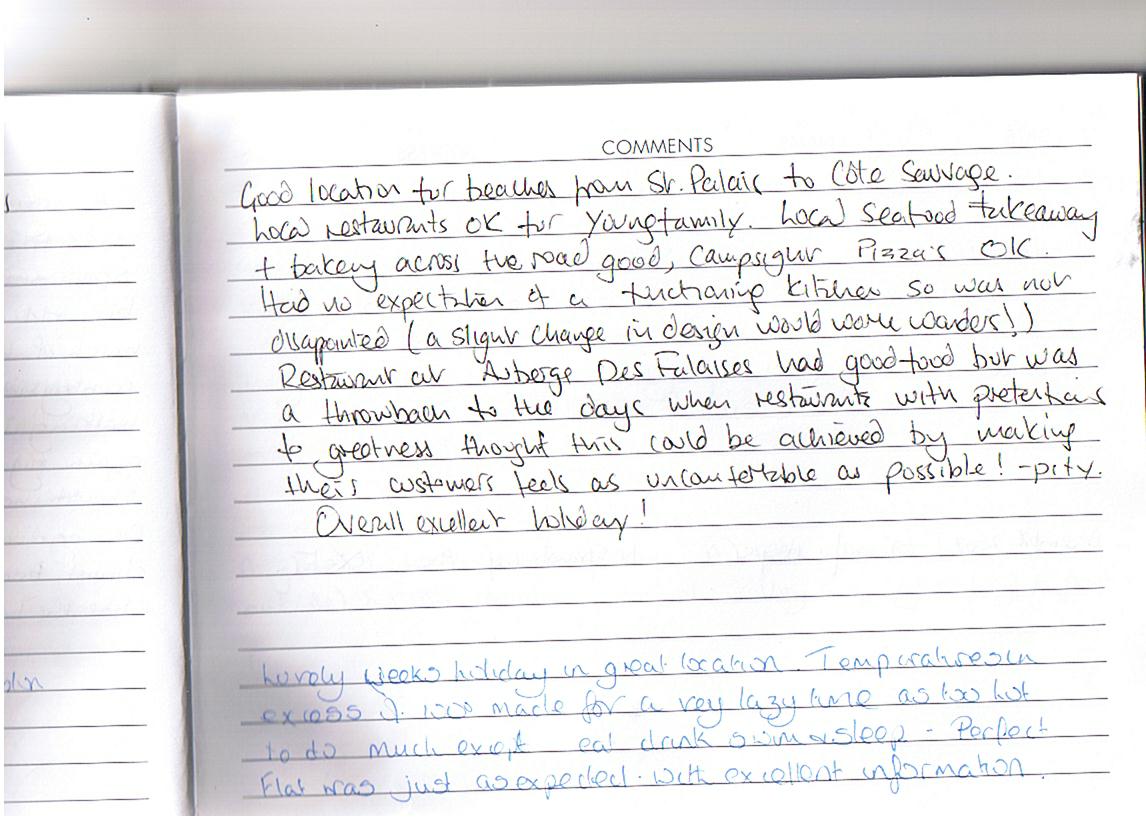 COMMENTS
Good location for beaches from St. Palais to Côte Sauvage.
Local restaurants OK for young family. Local seafood takeaway
+ bakery across the road good, Campsight Pizza's OK.
Had no expectation of a functioning kitchen so was not
dissapointed (a slight change in design would work wonders!!)
Restaurant at Auberge Des Falaises had good food but was
a throwback to the days when restaurants with pretentions
to greatness thought this could be achieved by making
their customers feels as uncomfortable as possible! - pity.
Overall excellent holiday!
Lovely weeks holiday in great location. Temperatures in
excess of 100 made for a very lazy time as too hot
to do much except eat drink swim & sleep - Perfect
Flat was just as expected - with excellent information.